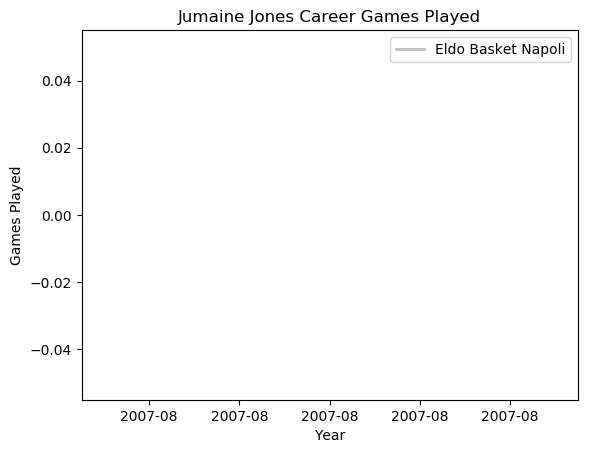 Jumaine Jones Career Games Played
Eldo Basket Napoli
0.04
0.02
0.00
−0.02
−0.04
Games Played
2007-08 2007-08 2007-08 2007-08 2007-08
Year